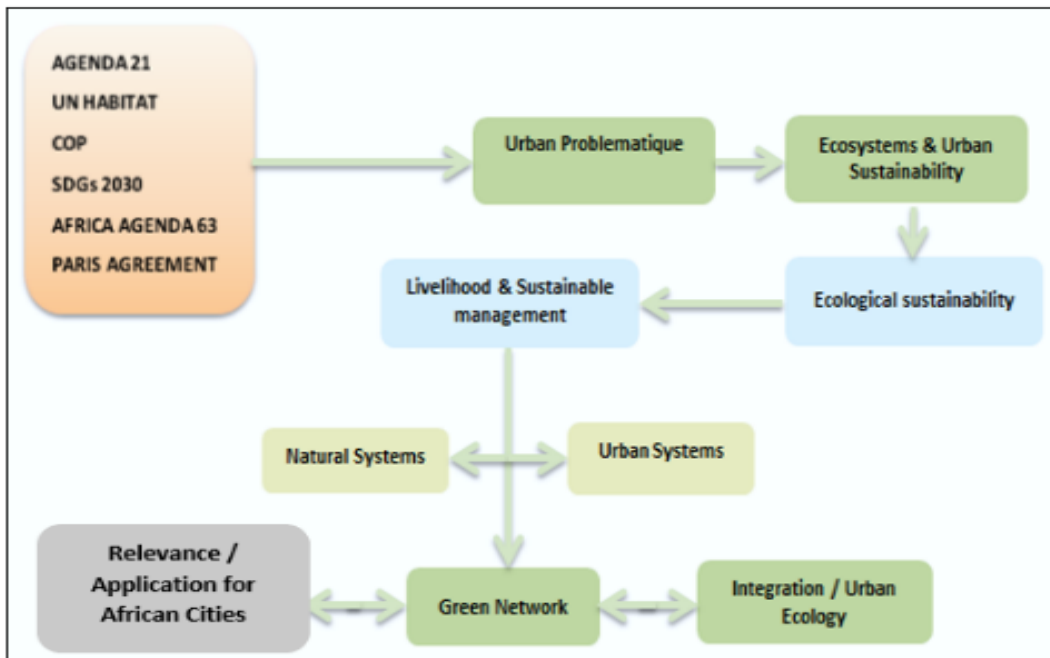 AGENDA 21
UN HABITAT
COP
SDGs 2030
AFRICA AGENDA 63
PARIS AGREEMENT
Urban Problematique
Ecosystems & Urban
Sustainability
Livelihood & Sustainable
management
Ecological sustainability
Natural Systems
Urban Systems
Relevance /
Application for
African Cities
Green Network
Integration / Urban
Ecology